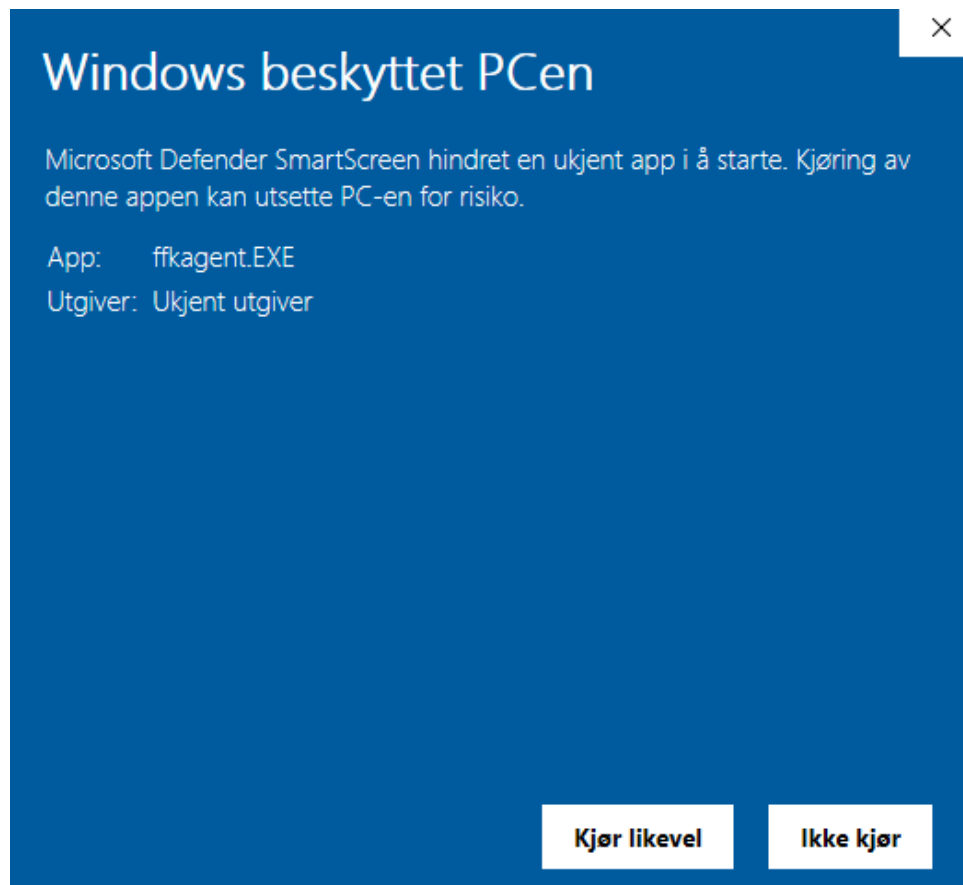 Windows beskyttet PCen
Microsoft Defender SmartScreen hindret en ukjent app i å starte. Kjøring av
denne appen kan utsette PC-en for risiko.
App: ffkagent.EXE
Utgiver: Ukjent utgiver
Kjør likevel
Ikke kjør